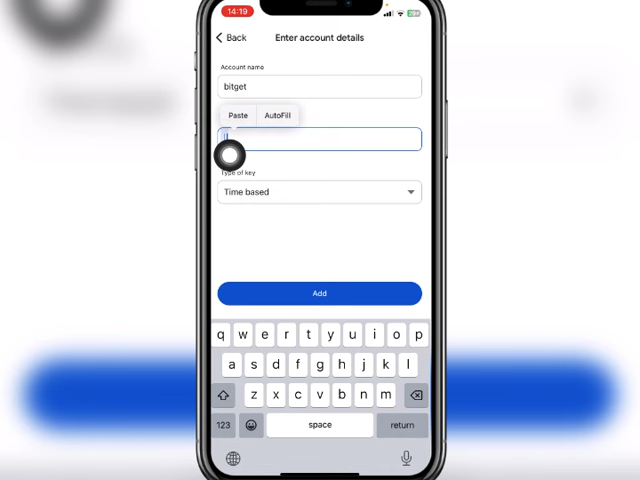 14:19
Back
Enter account details
Account name
bitget
Paste
AutoFill
Type of key
Time based
Add
q w e r t y u i o p
a s d f g h j k l
z x c v b n m
123
space
return